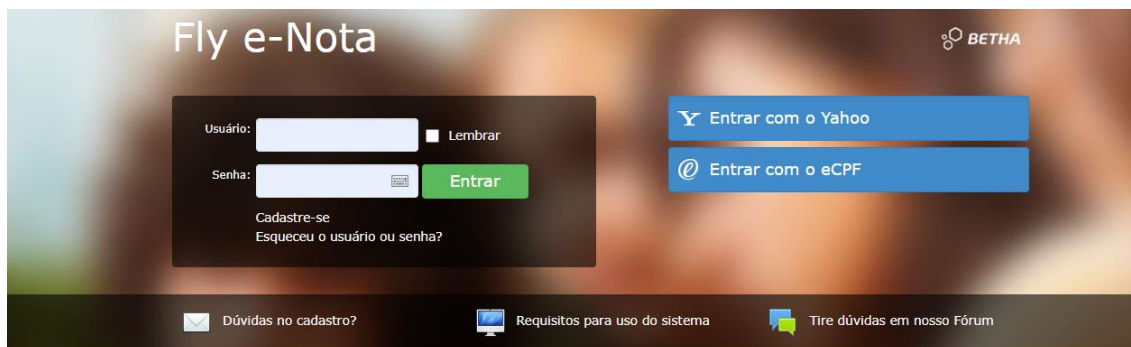 Fly e-Nota
BETHA
Usuário:
Lembrar
Senha:
Entrar
Cadastre-se
Esqueceu o usuário ou senha?
Entrar com o Yahoo
Entrar com o eCPF
Dúvidas no cadastro?
Requisitos para uso do sistema
Tire dúvidas em nosso Fórum